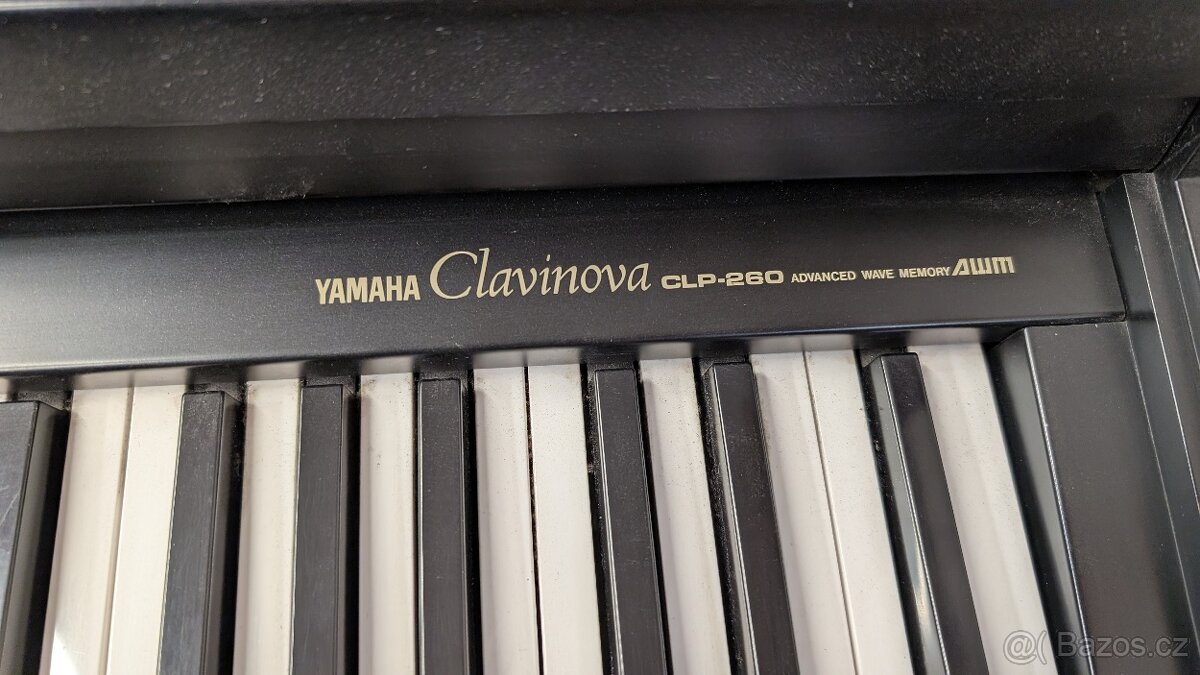 YAMAHA Clavinova CLP-260 ADVANCED WAVE MEMORY AWM
@( Bazos.cz